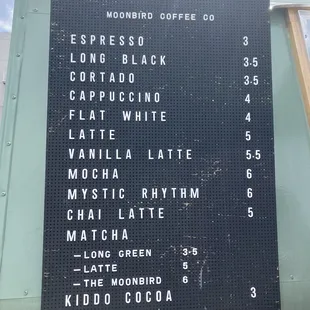 MOONBIRD COFFEE CO
ESPRESSO 3
LONG BLACK 3.5
CORTADO 3.5
CAPPUCCINO 4
FLAT WHITE 4
LATTE 5
VANILLA LATTE 5.5
MOCHA 6
MYSTIC RHYTHM 6
CHAI LATTE 5
MATCHA
-LONG GREEN 3.5
-LATTE 5
-THE MOONBIRD 6
KIDDO COCOA 3